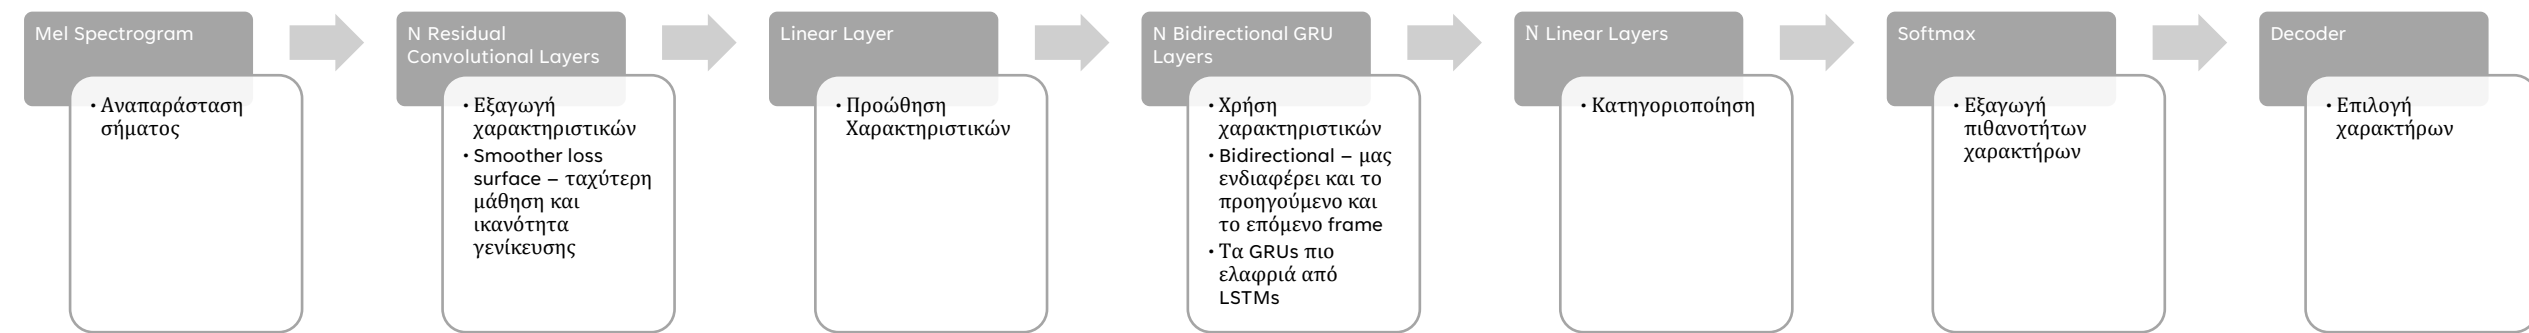 Mel Spectrogram
• Αναπαράσταση
σήματος
N Residual
Convolutional Layers
• Εξαγωγή
χαρακτηριστικών
• Smoother loss
surface – ταχύτερη
μάθηση και
ικανότητα
γενίκευσης
Linear Layer
• Προώθηση
Χαρακτηριστικών
N Bidirectional GRU
Layers
• Χρήση
χαρακτηριστικών
• Bidirectional – μας
ενδιαφέρει και το
προηγούμενο και
το επόμενο frame
• Τα GRUs πιο
ελαφριά από
LSTMs
Ν Linear Layers
• Κατηγοριοποίηση
Softmax
• Εξαγωγή
πιθανοτήτων
χαρακτήρων
Decoder
• Επιλογή
χαρακτήρων